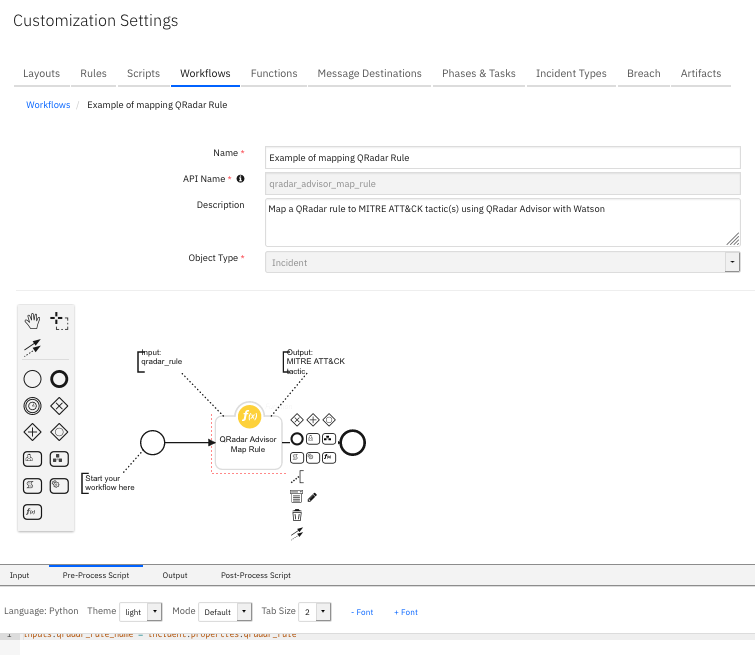 Customization Settings
Layouts Rules Scripts Workflows Functions Message Destinations Phases & Tasks Incident Types Breach Artifacts
Workflows / Example of mapping QRadar Rule
Name * Example of mapping QRadar Rule
API Name * qradar_advisor_map_rule
Description Map a QRadar rule to MITRE ATT&CK tactic(s) using QRadar Advisor with Watson
Object Type * Incident
Input:
qradar_rule
Output:
MITRE ATT&CK
tactic
f(x)
QRadar Advisor
Map Rule
Start your
workflow here
f(x)
f(x)
Input Pre-Process Script Output Post-Process Script
Language: Python Theme light Mode Default Tab Size 2 - Font + Font
1 inputs.qradar_rule_name = incident.properties.qradar_rule